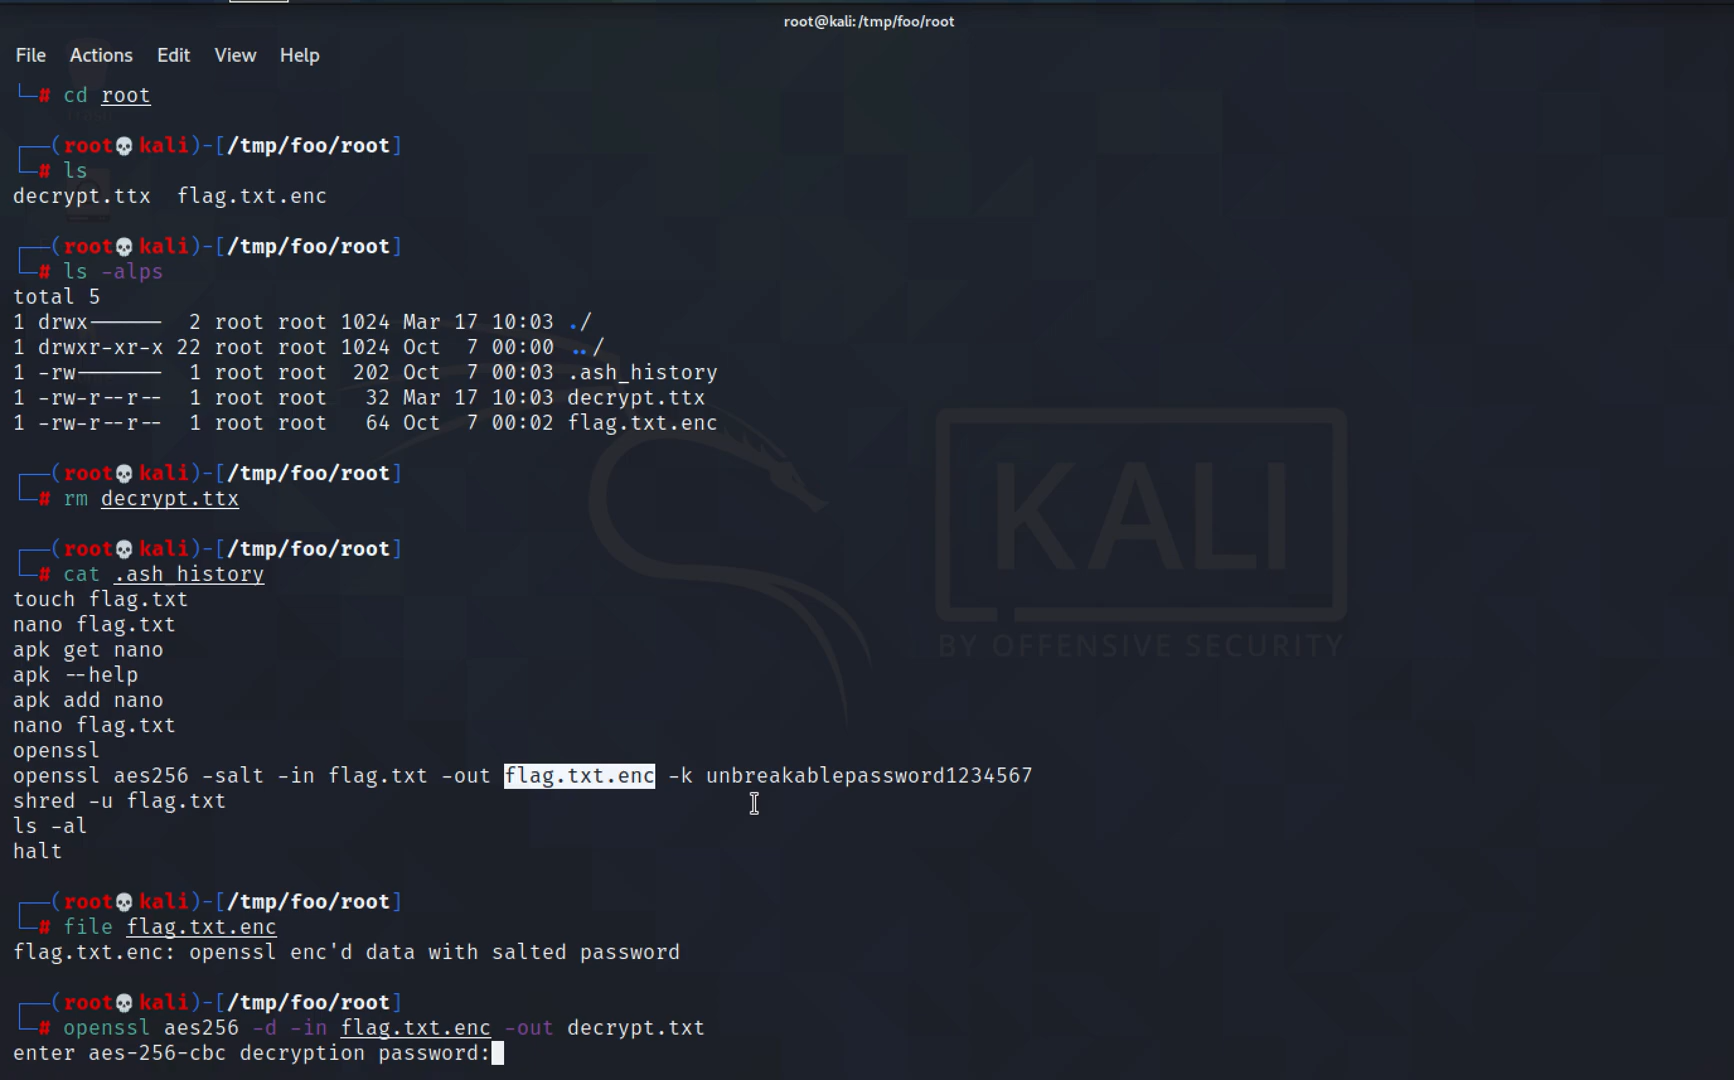 root@kali:/tmp/foo/root
File Actions Edit View Help
└─# cd root
┌──(root💀kali)-[/tmp/foo/root]
└─# ls
decrypt.ttx  flag.txt.enc
┌──(root💀kali)-[/tmp/foo/root]
└─# ls -alps
total 5
1 drwx------  2 root root 1024 Mar 17 10:03 ./
1 drwxr-xr-x 22 root root 1024 Oct  7 00:00 ../
1 -rw-------  1 root root  202 Oct  7 00:03 .ash_history
1 -rw-r--r--  1 root root   32 Mar 17 10:03 decrypt.ttx
1 -rw-r--r--  1 root root   64 Oct  7 00:02 flag.txt.enc
┌──(root💀kali)-[/tmp/foo/root]
└─# rm decrypt.ttx
┌──(root💀kali)-[/tmp/foo/root]
└─# cat .ash_history
touch flag.txt
nano flag.txt
apk get nano
apk --help
apk add nano
nano flag.txt
openssl
openssl aes256 -salt -in flag.txt -out flag.txt.enc -k unbreakablepassword1234567
shred -u flag.txt
ls -al
halt
┌──(root💀kali)-[/tmp/foo/root]
└─# file flag.txt.enc
flag.txt.enc: openssl enc'd data with salted password
┌──(root💀kali)-[/tmp/foo/root]
└─# openssl aes256 -d -in flag.txt.enc -out decrypt.txt
enter aes-256-cbc decryption password:
KALI
BY OFFENSIVE SECURITY